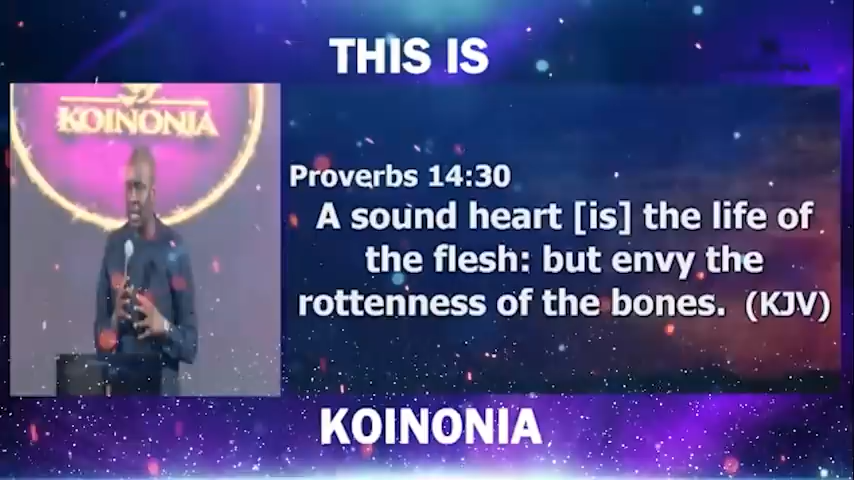 THIS IS
KOINONIA
Proverbs 14:30
A sound heart [is] the life of
the flesh: but envy the
rottenness of the bones. (KJV)
KOINONIA